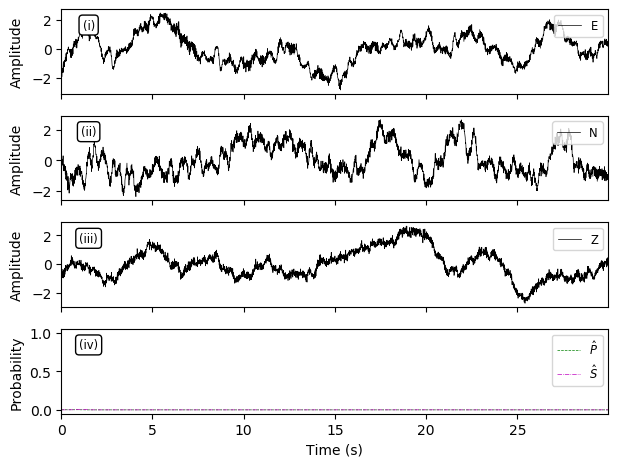 (i)
E
Amplitude
2
0
−2
(ii)
N
Amplitude
2
0
−2
(iii)
Z
Amplitude
2
0
−2
(iv)
P̂
Ŝ
Probability
1.0
0.5
0.0
0 5 10 15 20 25
Time (s)